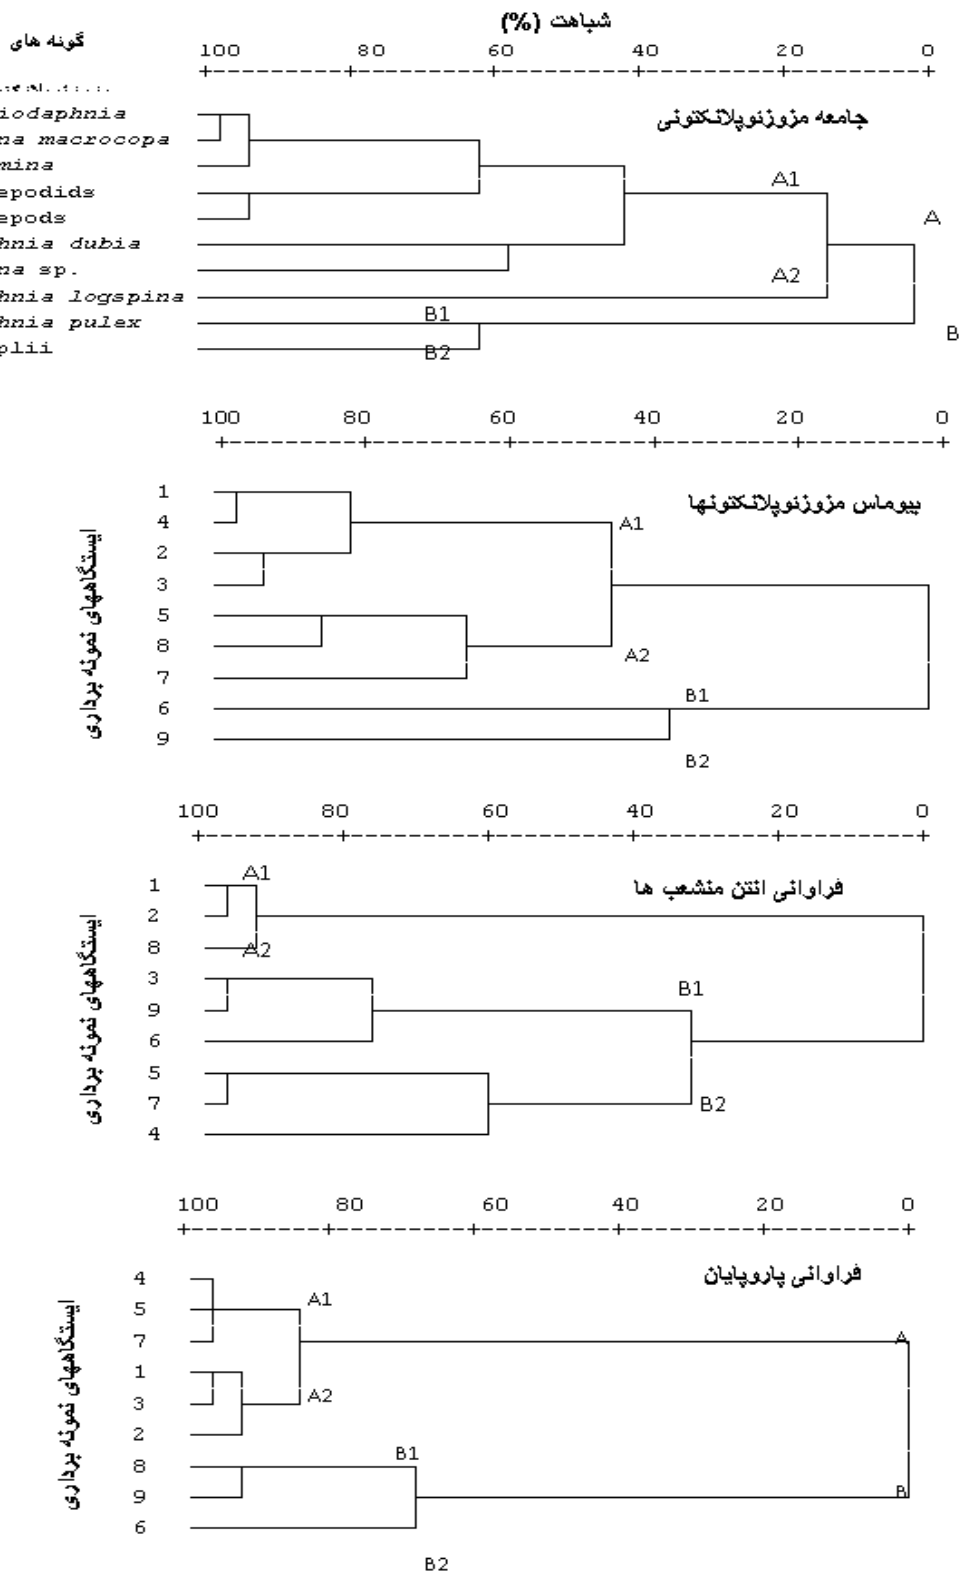 شباهت (%)
گونه های
100 80 60 40 20 0
iodaphnia
جامعه مزوزئوپلانکتونی
na macrocopa
mina
epodids
A1
epods
A
hnia dubia
na sp.
A2
hnia logspina
B1
hnia pulex
B
plii
B2
100 80 60 40 20 0
بیوماس مزوزئوپلانکتونها
ایستگاههای نمونه برداری
1
4
A1
2
3
5
8
A2
7
B1
6
9
B2
100 80 60 40 20 0
فراوانی انتن منشعب ها
ایستگاههای نمونه برداری
A1
1
2
8
A2
3
B1
9
6
5
7
B2
4
100 80 60 40 20 0
فراوانی پاروپایان
ایستگاههای نمونه برداری
4
A1
5
7
A
1
3
A2
2
B1
8
9
B
6
B2